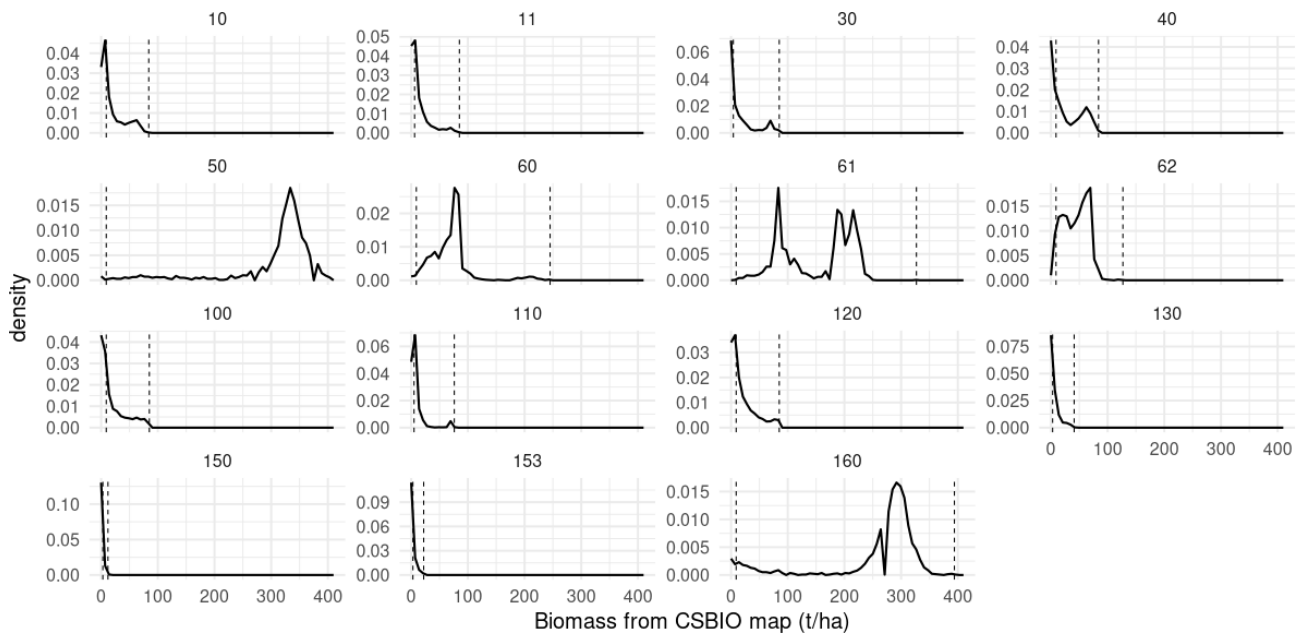 10 11 30 40
0.04 0.05 0.06 0.04
0.03 0.04 0.04 0.03
0.02 0.03 0.02 0.02
0.01 0.02 0.00 0.01
0.00 0.01 0.00
0.00
50 60 61 62
0.015 0.02 0.015 0.015
0.010 0.01 0.010 0.010
0.005 0.00 0.005 0.005
0.000 0.000 0.000
density
100 110 120 130
0.04 0.06 0.03 0.075
0.03 0.04 0.02 0.050
0.02 0.02 0.01 0.025
0.01 0.00 0.00 0.000
0.00
0 100 200 300 400
150 153 160
0.10 0.09 0.015
0.05 0.06 0.010
0.00 0.03 0.005
0.00 0.000
0 100 200 300 400 0 100 200 300 400 0 100 200 300 400
Biomass from CSBIO map (t/ha)